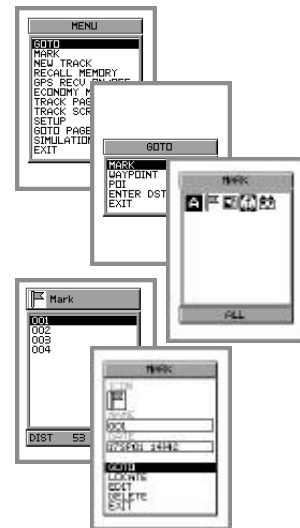 MENU
GOTO
MARK
NEW TRACK
RECALL MEMORY
GPS RECV
ECONOMY
TRACK PAG
TRACK SCR
SETUP
GOTO PAGE
SIMULATION
EXIT
GOTO
MARK
WAYPOINT
POI
ENTER DST
EXIT
MARK
ALL
Mark
001
002
003
004
DIST 53
MARK
ICON
NAME
001
DATE
GOTO
LOCATE
EDIT
DELETE
EXIT